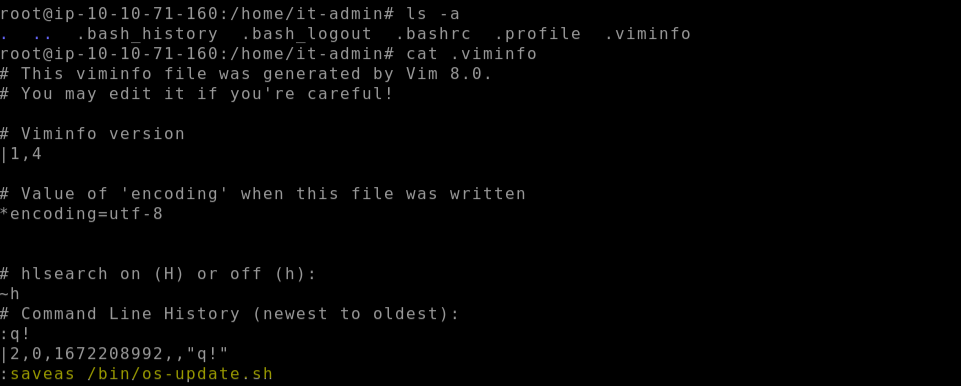 root@ip-10-10-71-160:/home/it-admin# ls -a
.  ..  .bash_history  .bash_logout  .bashrc  .profile  .viminfo
root@ip-10-10-71-160:/home/it-admin# cat .viminfo
# This viminfo file was generated by Vim 8.0.
# You may edit it if you're careful!

# Viminfo version
|1,4

# Value of 'encoding' when this file was written
*encoding=utf-8


# hlsearch on (H) or off (h):
~h
# Command Line History (newest to oldest):
:q!
|2,0,1672208992,,"q!"
:saveas /bin/os-update.sh